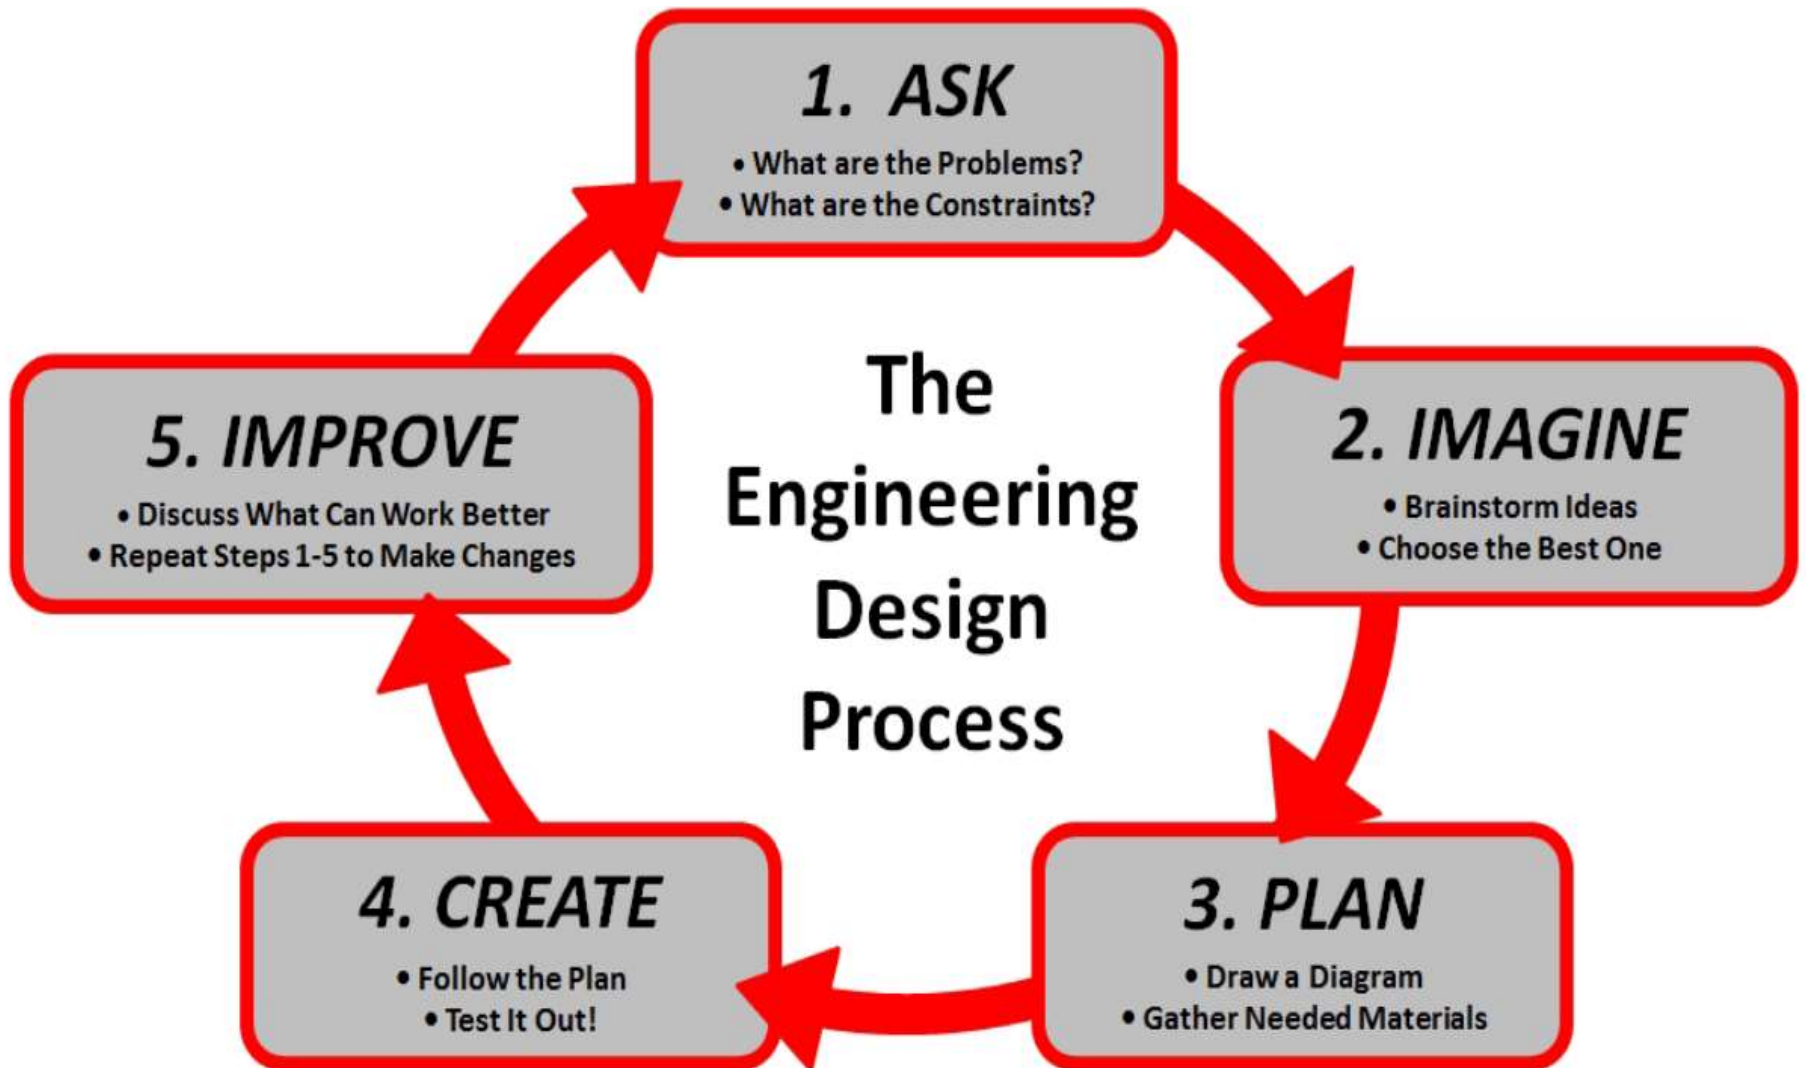 1. ASK
• What are the Problems?
• What are the Constraints?
The
Engineering
Design
Process
2. IMAGINE
• Brainstorm Ideas
• Choose the Best One
3. PLAN
• Draw a Diagram
• Gather Needed Materials
4. CREATE
• Follow the Plan
• Test It Out!
5. IMPROVE
• Discuss What Can Work Better
• Repeat Steps 1-5 to Make Changes